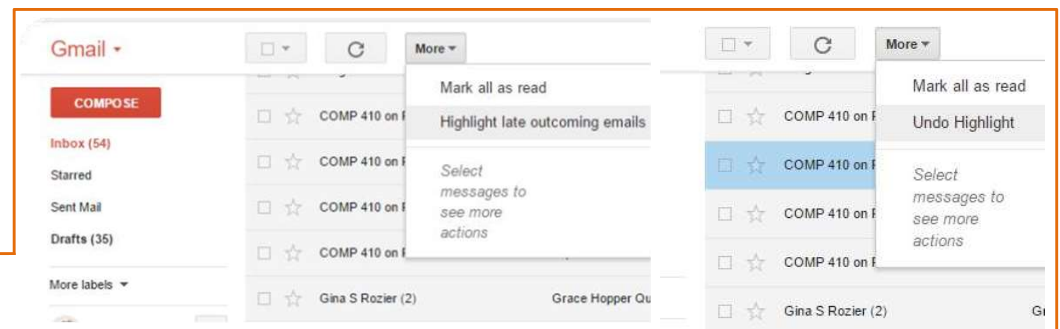 Gmail
More
More
COMPOSE
Inbox (54)
Starred
Sent Mail
Drafts (35)
More labels
Mark all as read
Highlight late outcoming emails
Select
messages to
see more
actions
COMP 410 on
COMP 410 on
COMP 410 on
COMP 410 on
Gina S Rozier (2) Grace Hopper Qu
Mark all as read
Undo Highlight
Select
messages to
see more
actions
COMP 410 on
COMP 410 on
COMP 410 on
COMP 410 on
Gina S Rozier (2)